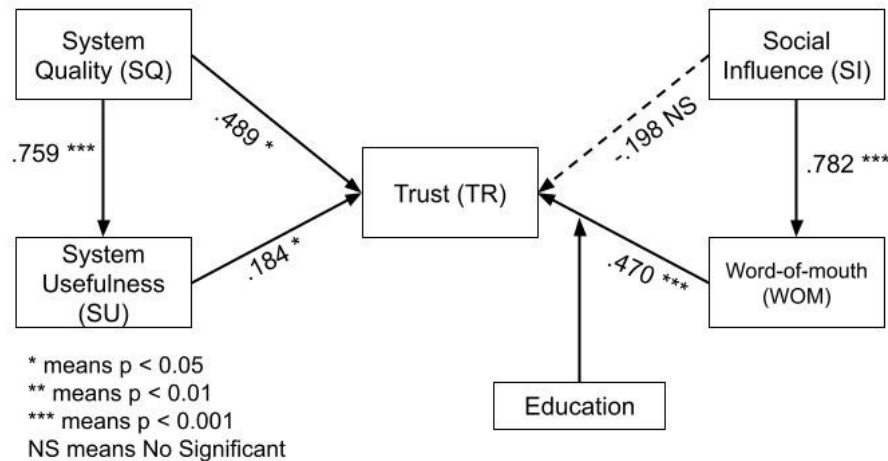 System
Quality (SQ)
Social
Influence (SI)
.489 *
-.198 NS
.759 ***
.782 ***
Trust (TR)
System
Usefulness
(SU)
.184 *
.470 ***
Word-of-mouth
(WOM)
* means p < 0.05
** means p < 0.01
*** means p < 0.001
NS means No Significant
Education